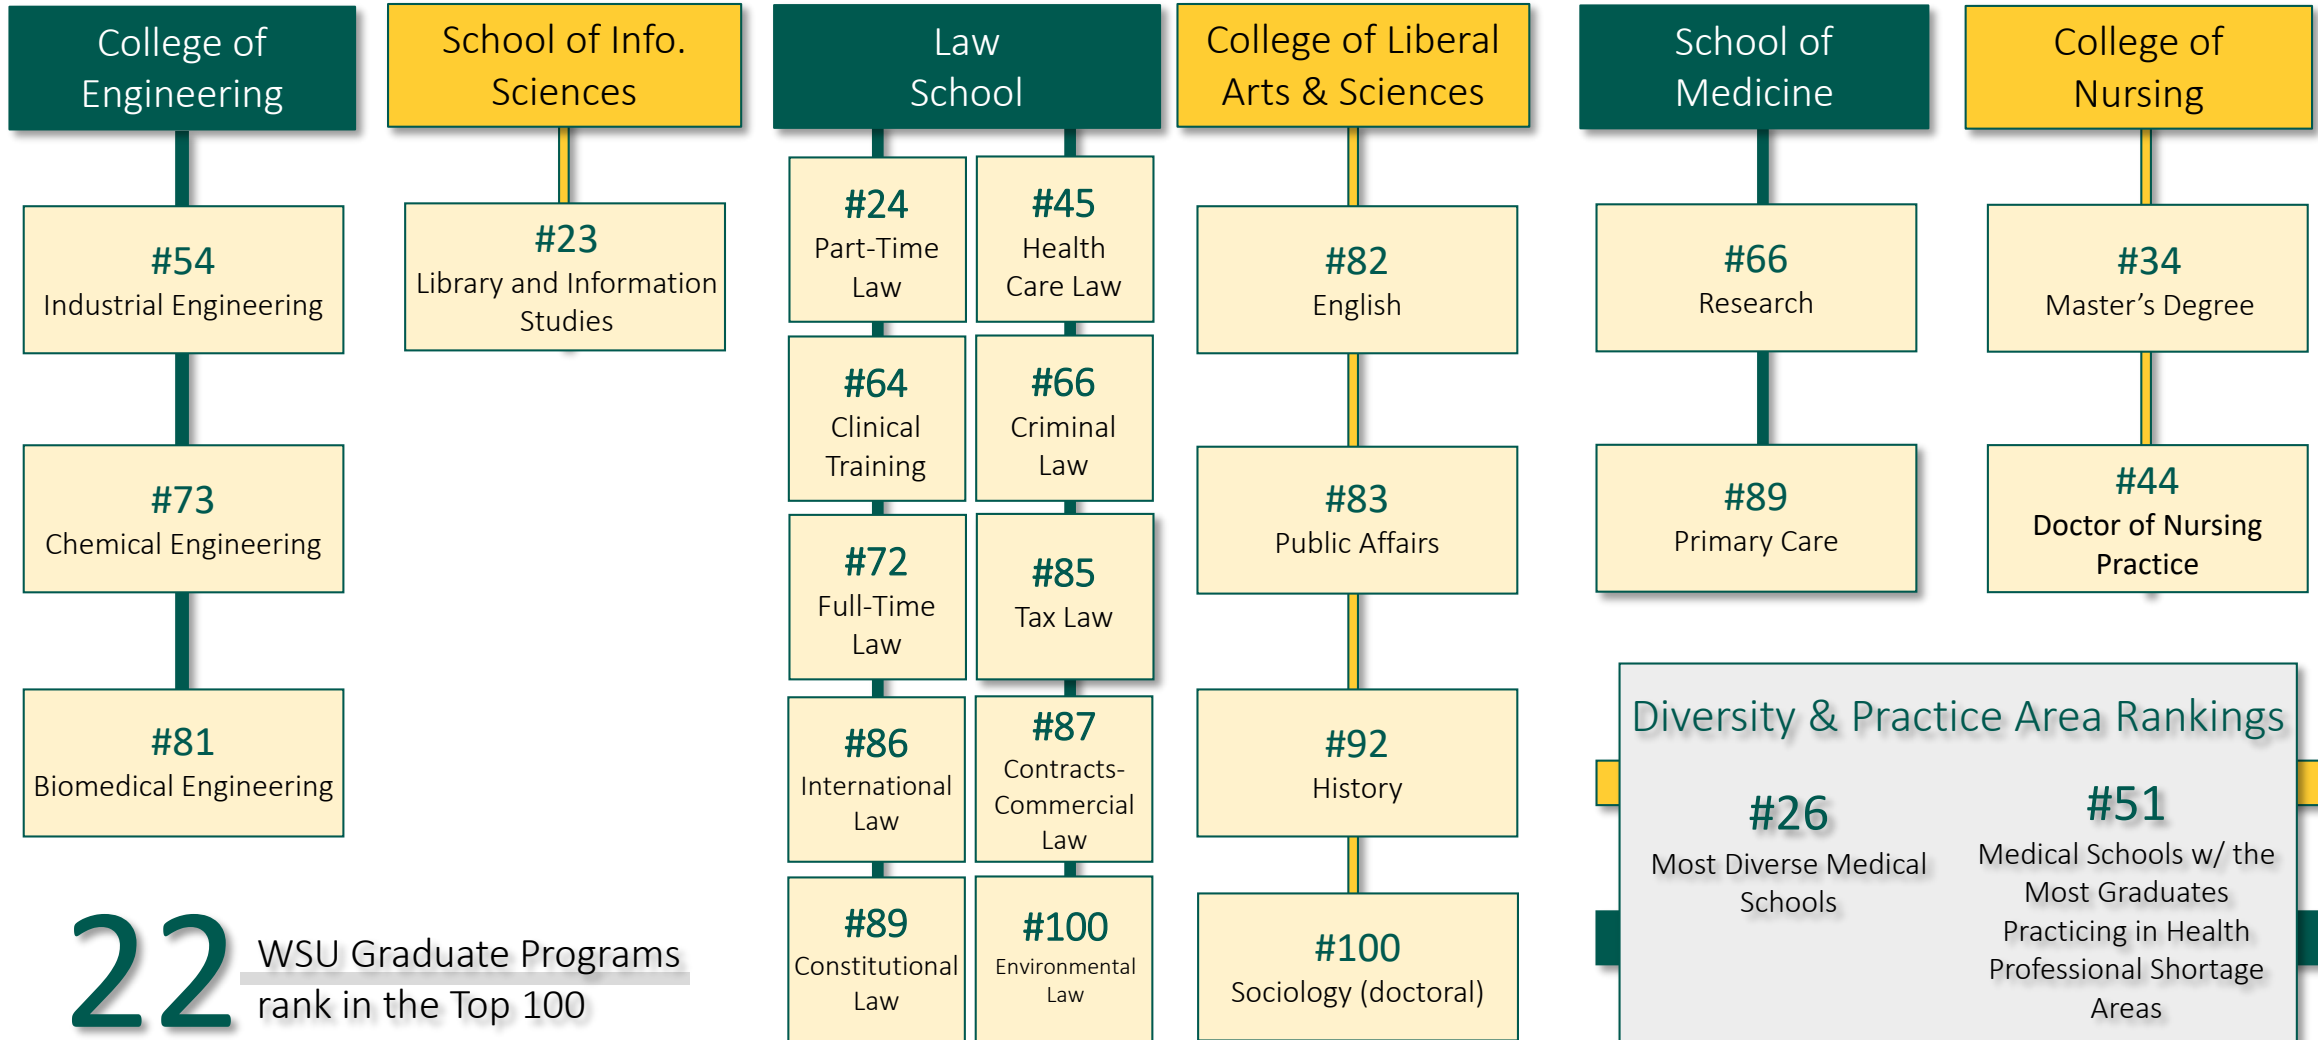 College of
Engineering
#54
Industrial Engineering
#73
Chemical Engineering
#81
Biomedical Engineering
School of Info.
Sciences
#23
Library and Information
Studies
Law
School
#24
Part-Time
Law
#45
Health
Care Law
#64
Clinical
Training
#66
Criminal
Law
#72
Full-Time
Law
#85
Tax Law
#86
International
Law
#87
Contracts-
Commercial
Law
#89
Constitutional
Law
#100
Environmental
Law
College of Liberal
Arts & Sciences
#82
English
#83
Public Affairs
#92
History
#100
Sociology (doctoral)
School of
Medicine
#66
Research
#89
Primary Care
College of
Nursing
#34
Master’s Degree
#44
Doctor of Nursing
Practice
Diversity & Practice Area Rankings
#26
Most Diverse Medical
Schools
#51
Medical Schools w/ the
Most Graduates
Practicing in Health
Professional Shortage
Areas
22
WSU Graduate Programs
rank in the Top 100